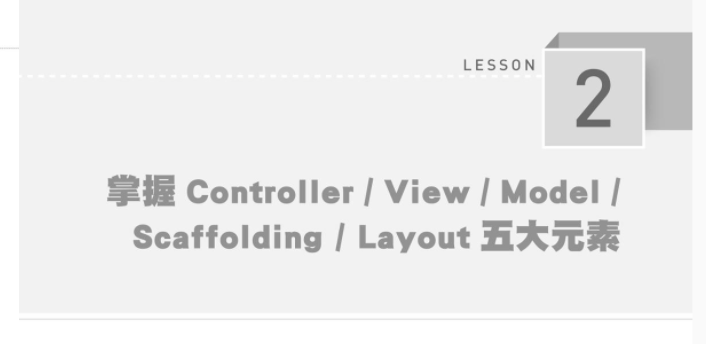 LESSON 2
掌握 Controller / View / Model /
Scaffolding / Layout 五大元素